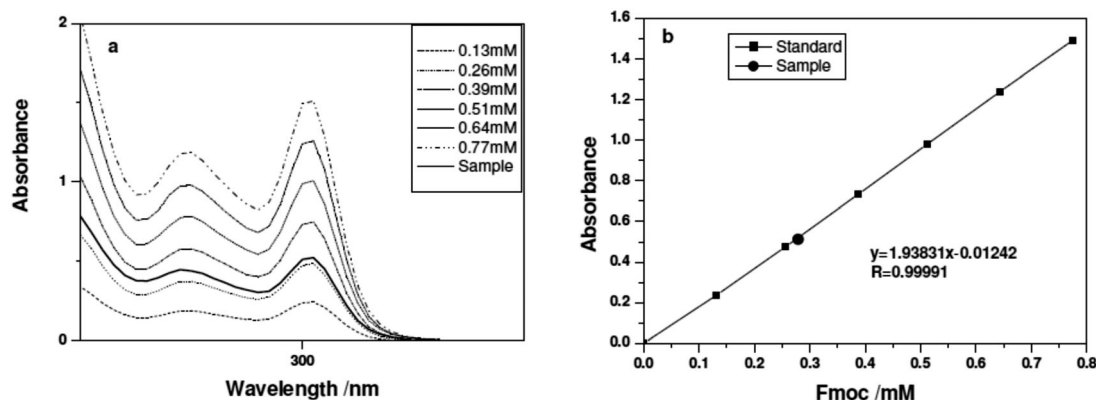 a
Absorbance
2
1
0
0.13mM
0.26mM
0.39mM
0.51mM
0.64mM
0.77mM
Sample
300
Wavelength /nm
b
Absorbance
1.6
1.4
1.2
1.0
0.8
0.6
0.4
0.2
0.0
Standard
Sample
y=1.93831x-0.01242
R=0.99991
0.0 0.1 0.2 0.3 0.4 0.5 0.6 0.7 0.8
Fmoc /mM